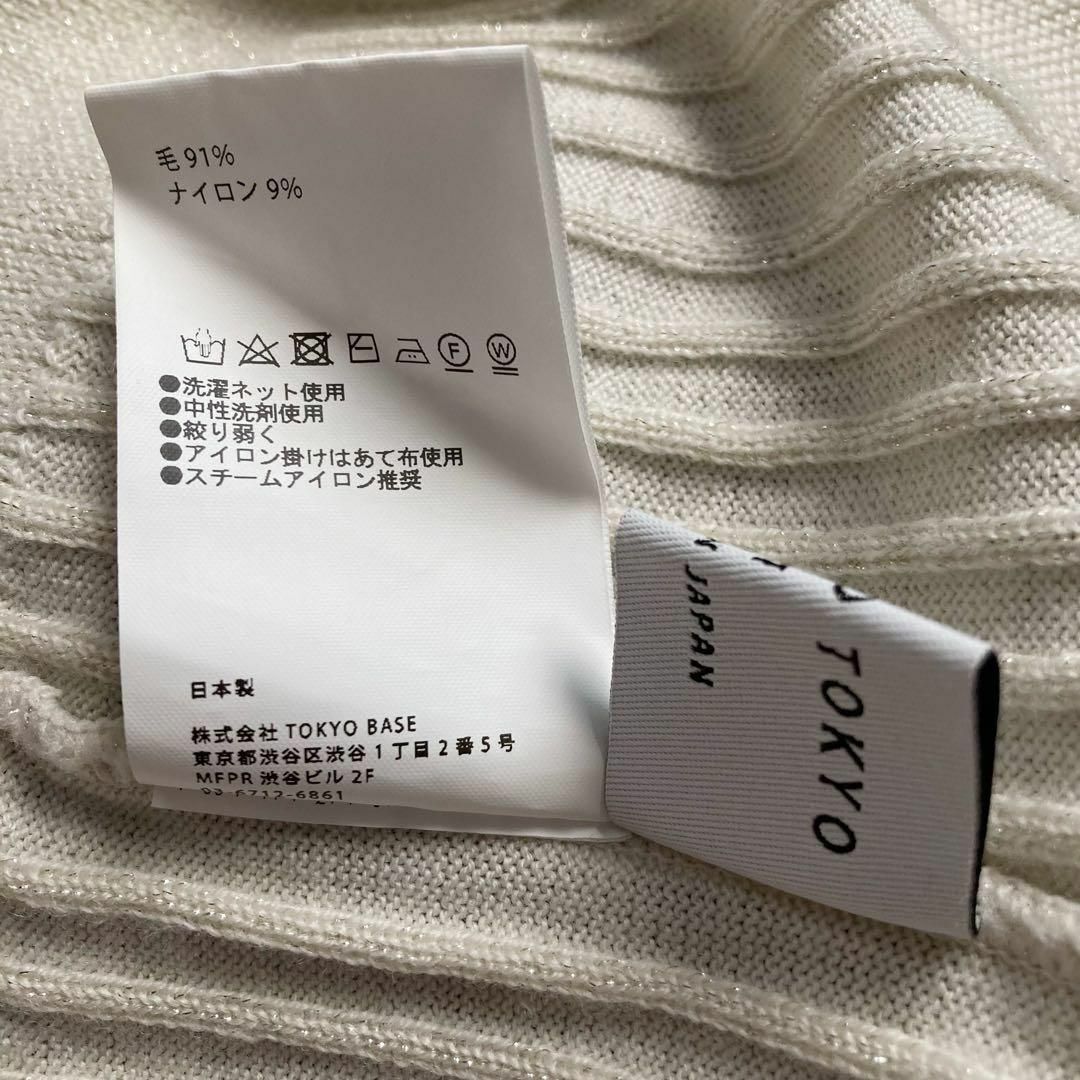 毛 91%
ナイロン 9%
F W
●洗濯ネット使用
●中性洗剤使用
●絞り弱く
●アイロン掛けはあて布使用
●スチームアイロン推奨
日本製
株式会社 TOKYO BASE
東京都渋谷区渋谷1丁目2番5号
MFPR 渋谷ビル 2F
03-6712-6861
TOKYO
JAPAN